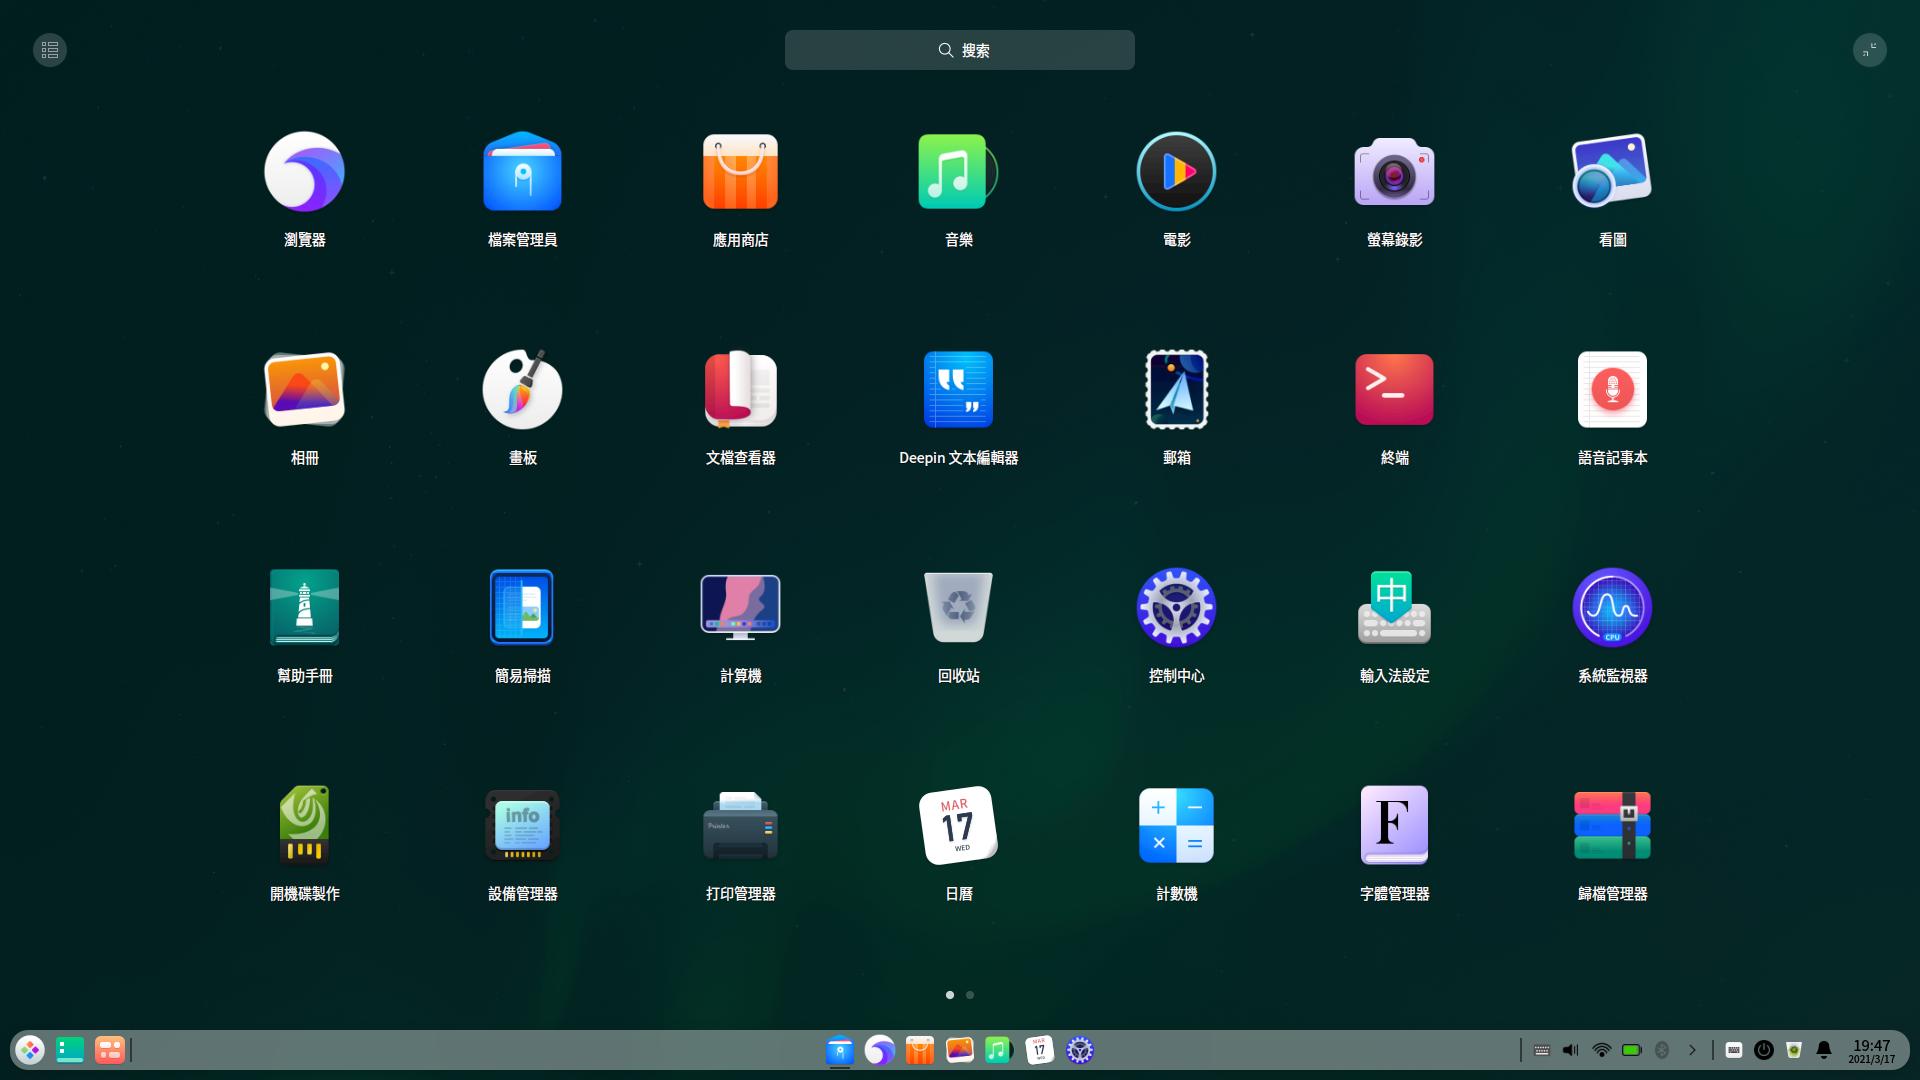 搜索
瀏覽器
檔案管理員
應用商店
音樂
電影
螢幕錄影
看圖
相冊
畫板
文檔查看器
Deepin 文本編輯器
郵箱
終端
語音記事本
中
CPU
幫助手冊
簡易掃描
計算機
回收站
控制中心
輸入法設定
系統監視器
info
Printer
MAR
17
WED
F
開機碟製作
設備管理器
打印管理器
日曆
計數機
字體管理器
歸檔管理器
MAR
17
19:47
2021/3/17